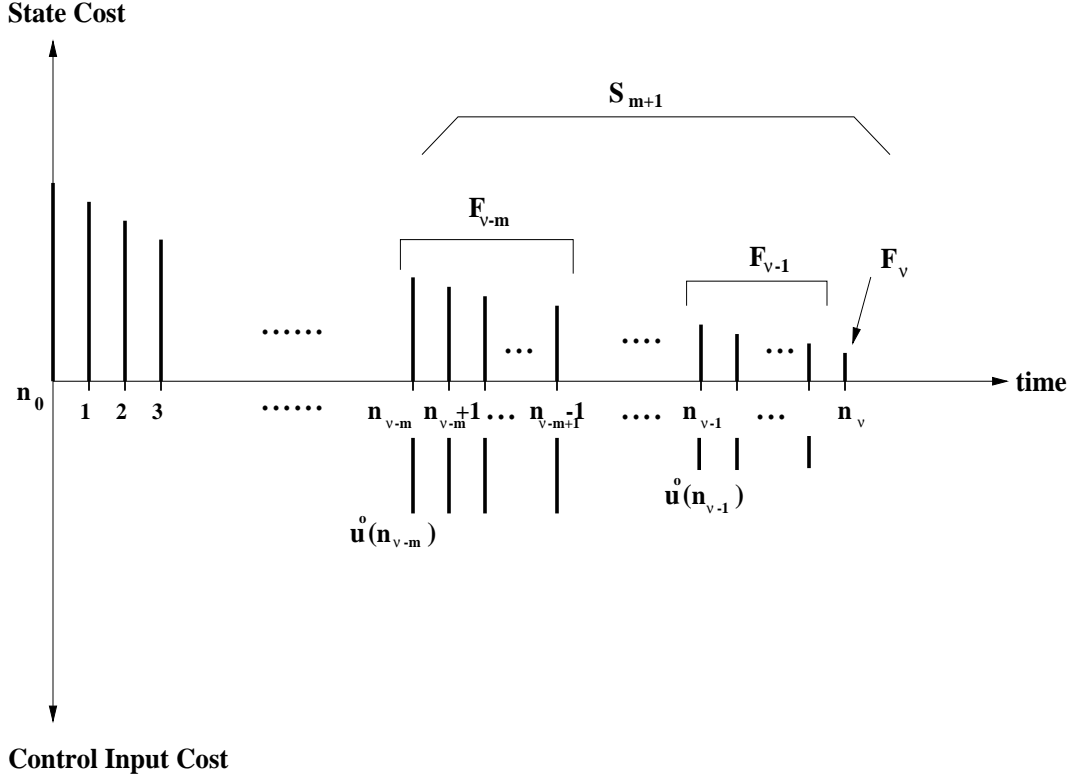 State Cost
S m+1
F ν-m
F ν-1
F ν
...... ... .... ...
n 0
1 2 3 ...... n ν-m n ν-m +1 ... n ν-m+1 -1 .... n ν-1 ... n ν
time
u°(n ν-m )
u°(n ν-1 )
Control Input Cost